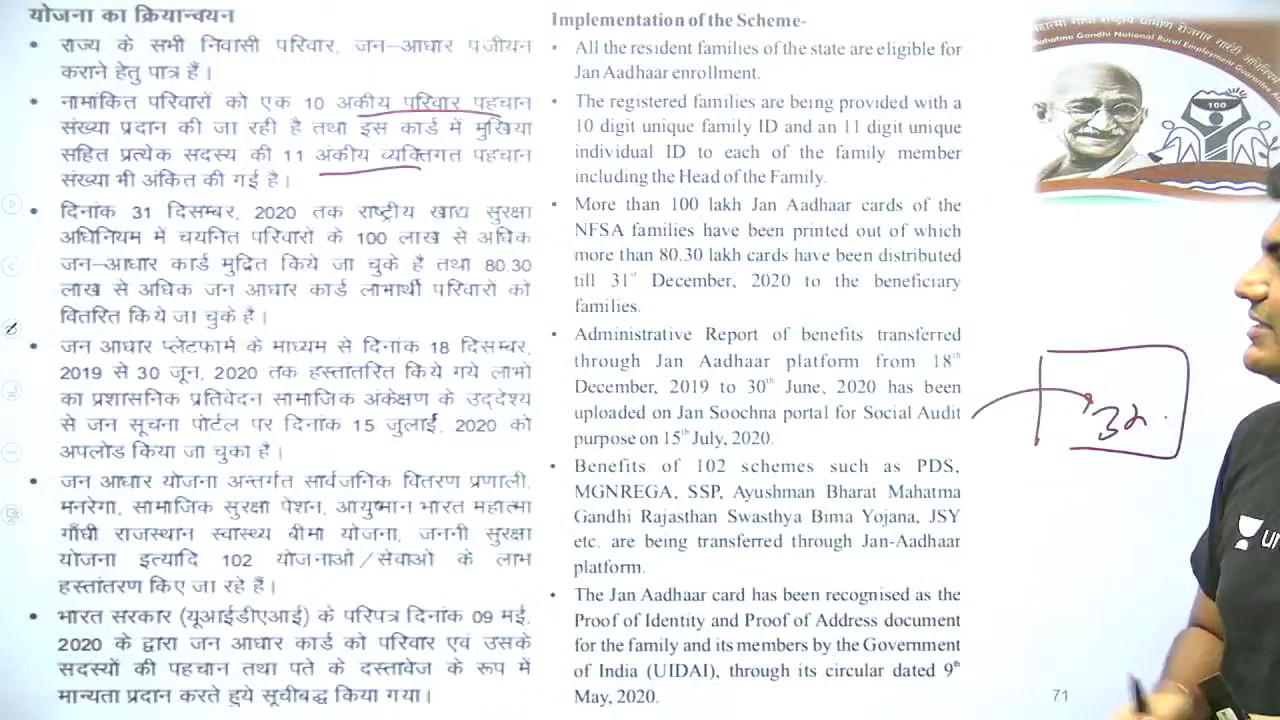 योजना का क्रियान्वयन
• राज्य के सभी निवासी परिवार, जन–आधार पंजीयन
कराने हेतु पात्र हैं।
• नामांकित परिवारों को एक 10 अंकीय परिवार पहचान
संख्या प्रदान की जा रही है तथा इस कार्ड में मुखिया
सहित प्रत्येक सदस्य की 11 अंकीय व्यक्तिगत पहचान
संख्या भी अंकित की गई है।
• दिनांक 31 दिसम्बर, 2020 तक राष्ट्रीय खाद्य सुरक्षा
अधिनियम में चयनित परिवारों के 100 लाख से अधिक
जन–आधार कार्ड मुद्रित किये जा चुके है तथा 80.30
लाख से अधिक जन आधार कार्ड लाभार्थी परिवारों को
वितरित किये जा चुके है।
• जन आधार प्लेटफार्म के माध्यम से दिनांक 18 दिसम्बर,
2019 से 30 जून, 2020 तक हस्तांतरित किये गये लाभों
का प्रशासनिक प्रतिवेदन सामाजिक अंकेक्षण के उद्देश्य
से जन सूचना पोर्टल पर दिनांक 15 जुलाई, 2020 को
अपलोड किया जा चुका है।
• जन आधार योजना अन्तर्गत सार्वजनिक वितरण प्रणाली,
मनरेगा, सामाजिक सुरक्षा पेंशन, आयुष्मान भारत महात्मा
गाँधी राजस्थान स्वास्थ्य बीमा योजना, जननी सुरक्षा
योजना इत्यादि 102 योजनाओं/सेवाओं के लाभ
हस्तांतरण किए जा रहे हैं।
• भारत सरकार (यूआईडीएआई) के परिपत्र दिनांक 09 मई,
2020 के द्वारा जन आधार कार्ड को परिवार एवं उसके
सदस्यों की पहचान तथा पते के दस्तावेज के रूप में
मान्यता प्रदान करते हुये सूचीबद्ध किया गया।
Implementation of the Scheme-
• All the resident families of the state are eligible for
Jan Aadhaar enrollment.
• The registered families are being provided with a
10 digit unique family ID and an 11 digit unique
individual ID to each of the family member
including the Head of the Family.
• More than 100 lakh Jan Aadhaar cards of the
NFSA families have been printed out of which
more than 80.30 lakh cards have been distributed
till 31st December, 2020 to the beneficiary
families.
• Administrative Report of benefits transferred
through Jan Aadhaar platform from 18th
December, 2019 to 30th June, 2020 has been
uploaded on Jan Soochna portal for Social Audit
purpose on 15th July, 2020.
• Benefits of 102 schemes such as PDS,
MGNREGA, SSP, Ayushman Bharat Mahatma
Gandhi Rajasthan Swasthya Bima Yojana, JSY
etc. are being transferred through Jan-Aadhaar
platform.
• The Jan Aadhaar card has been recognised as the
Proof of Identity and Proof of Address document
for the family and its members by the Government
of India (UIDAI), through its circular dated 9th
May, 2020.
महात्मा गांधी राष्ट्रीय ग्रामीण रोजगार गारंटी अधिनियम
Mahatma Gandhi National Rural Employment Guarantee
100
71